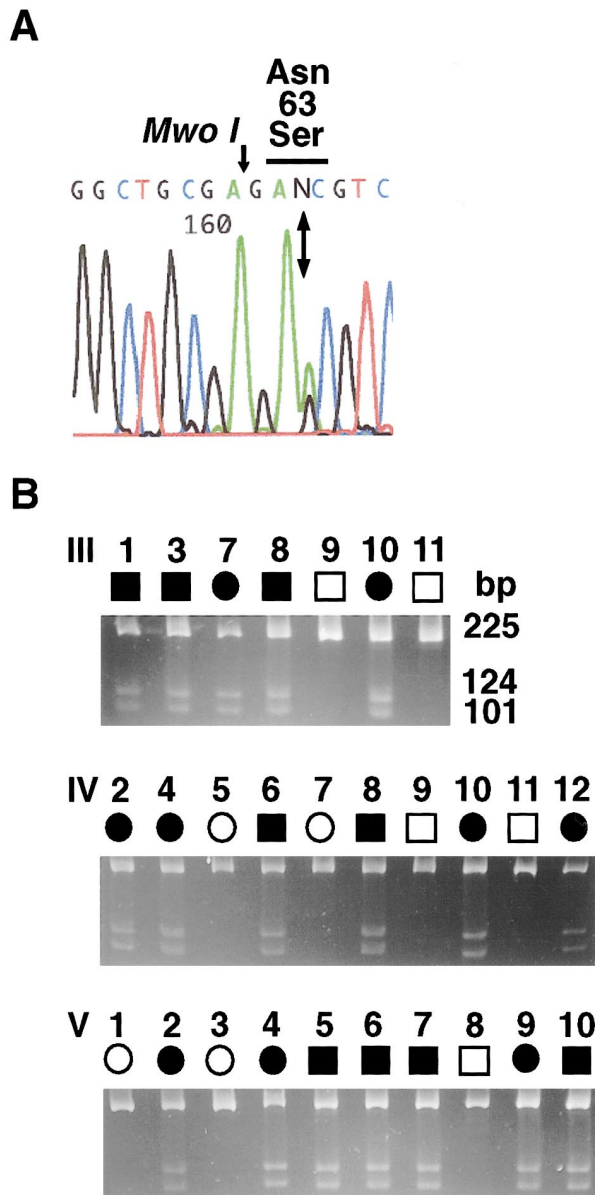 A
Asn
63
Ser
Mwo I
G G C T G C G A G A N C G T C
160
B
III 1 3 7 8 9 10 11
bp
225
124
101
IV 2 4 5 6 7 8 9 10 11 12
V 1 2 3 4 5 6 7 8 9 10